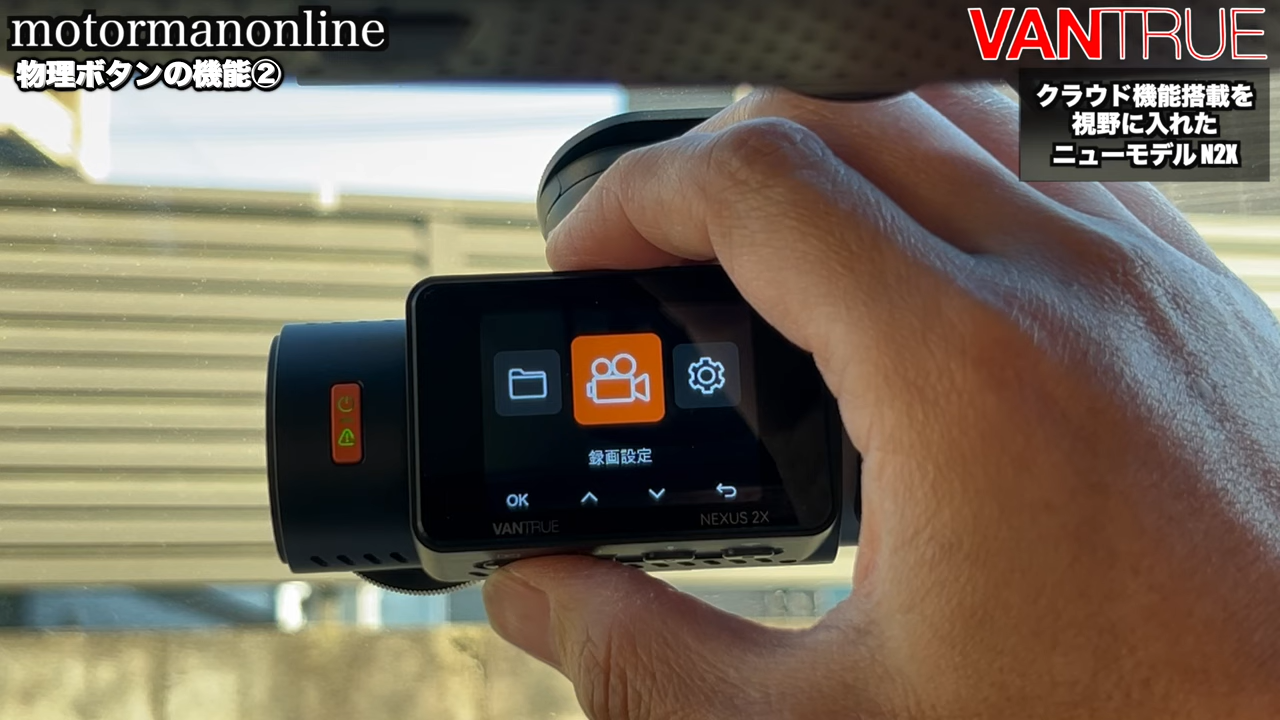 motormanonline
物理ボタンの機能②
VANTRUE
クラウド機能搭載を
視野に入れた
ニューモデル N2X
録画設定
OK
VANTRUE
NEXUS 2X